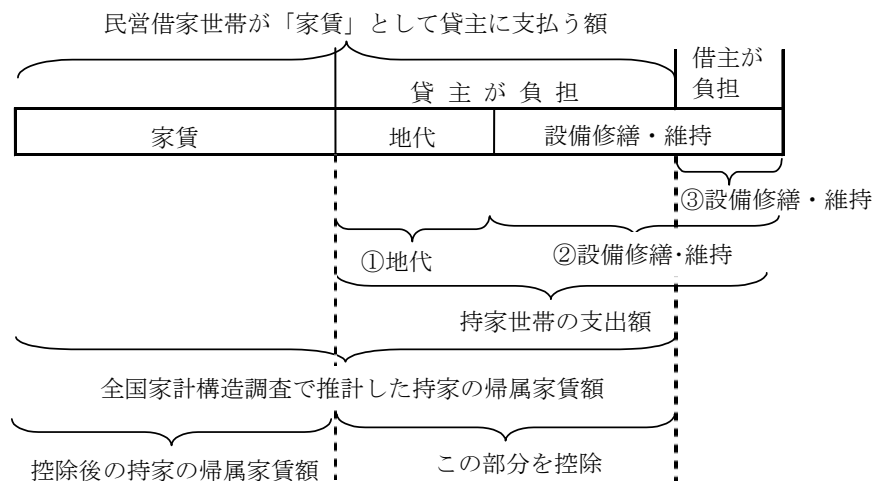 民営借家世帯が「家賃」として貸主に支払う額
借主が
負担
貸 主 が 負 担
家賃
地代
設備修繕・維持
③設備修繕・維持
①地代
②設備修繕・維持
持家世帯の支出額
全国家計構造調査で推計した持家の帰属家賃額
控除後の持家の帰属家賃額
この部分を控除